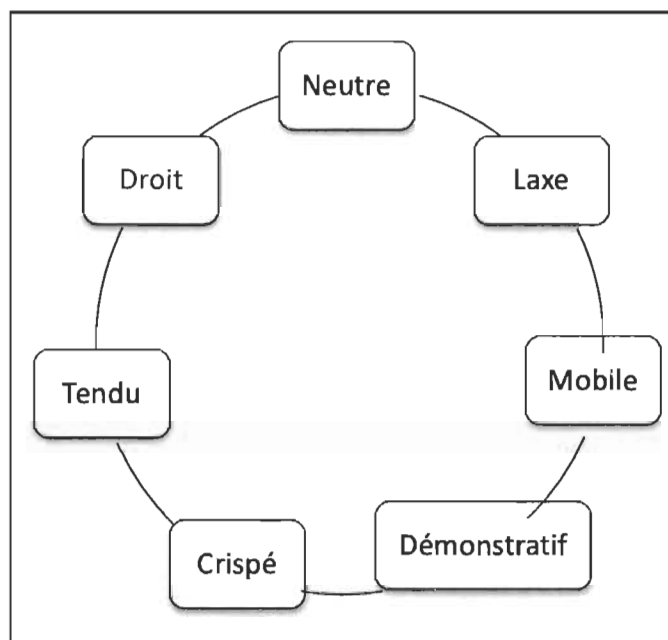 Neutre
Droit
Laxe
Tendu
Mobile
Crispé
Démonstratif